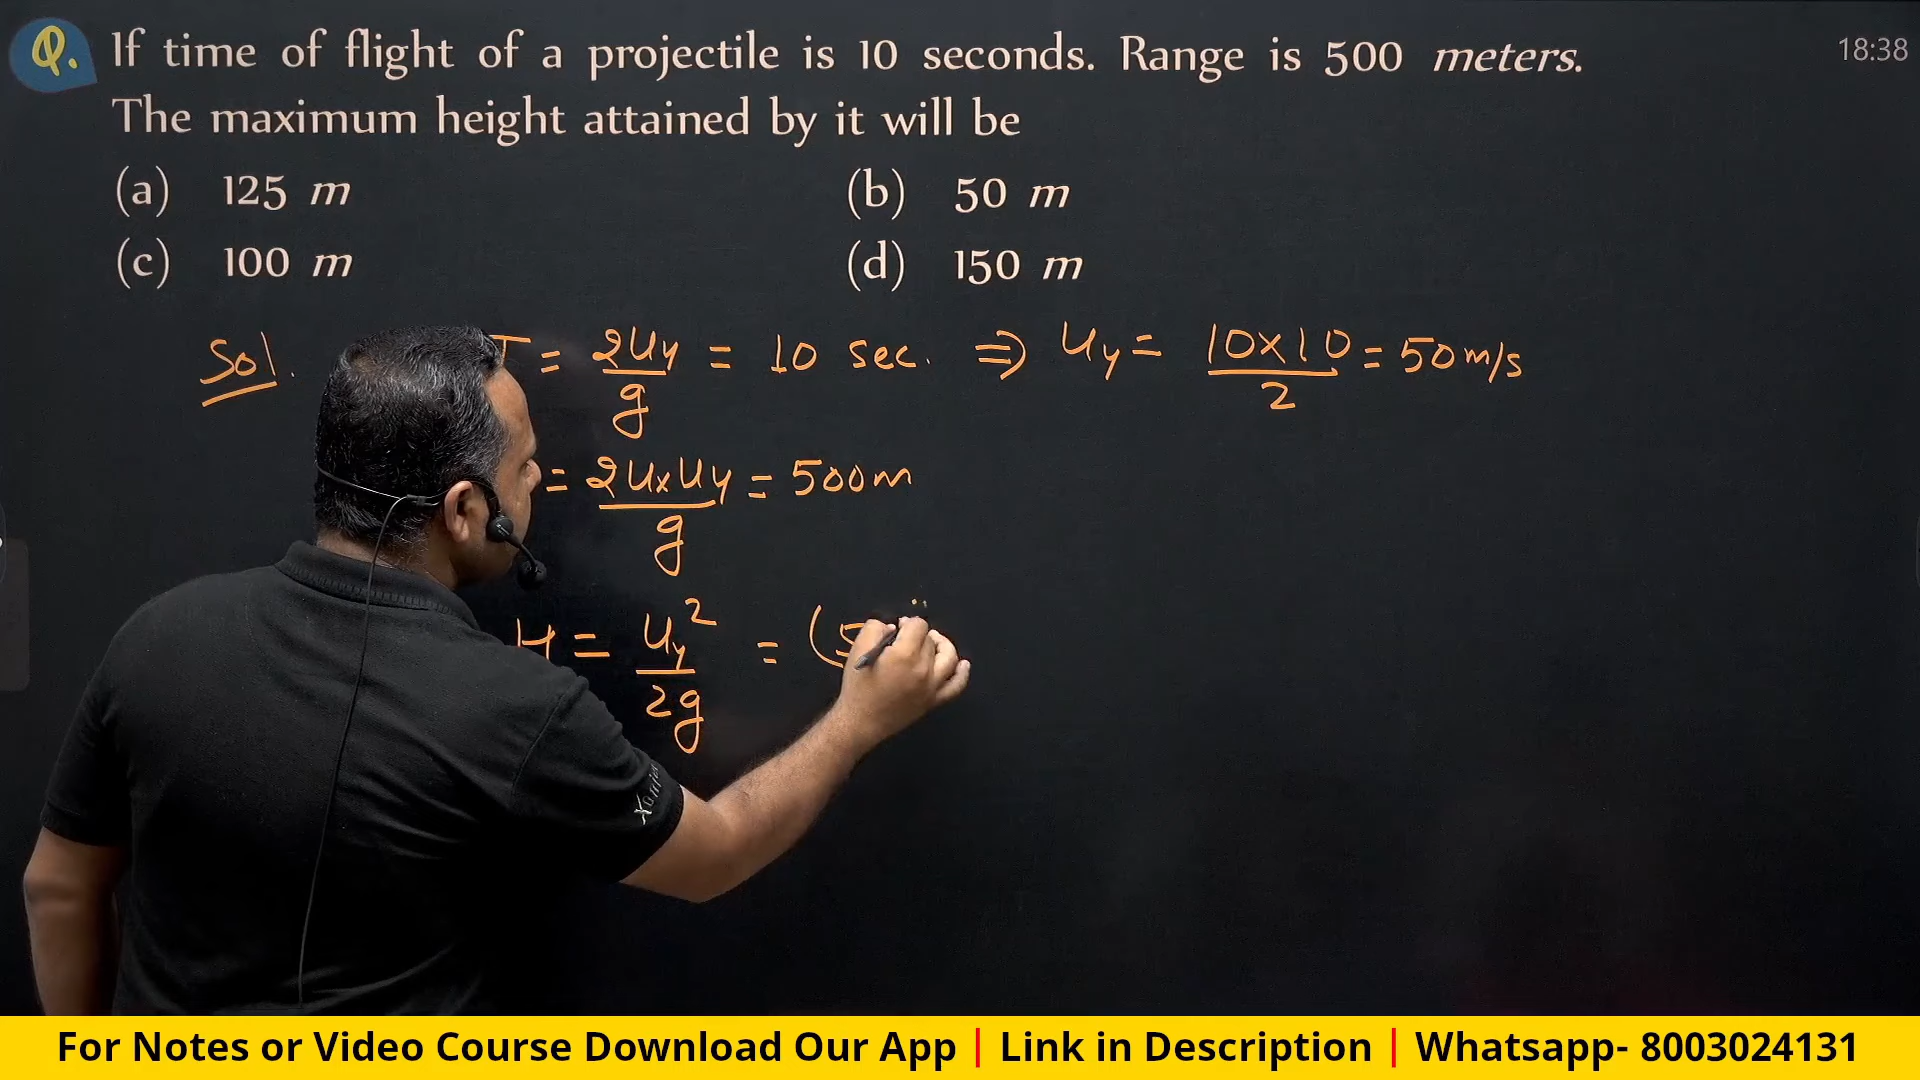 Q. If time of flight of a projectile is 10 seconds. Range is 500 meters.
18:38
The maximum height attained by it will be
(a) 125 m
(b) 50 m
(c) 100 m
(d) 150 m
Sol. T = 2uy/g = 10 sec. ⇒ uy = 10×10/2 = 50 m/s
= 2uxuy/g = 500m
H = uy²/2g = (5
Xomies
For Notes or Video Course Download Our App | Link in Description | Whatsapp- 8003024131